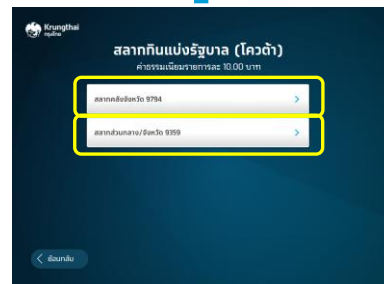 Krungthai
กรุงไทย
สลากกินแบ่งรัฐบาล (โควต้า)
ค่าธรรมเนียมรายการละ 10.00 บาท
สลากคลังจังหวัด 9794
สลากส่วนกลาง/จังหวัด 9359
ย้อนกลับ